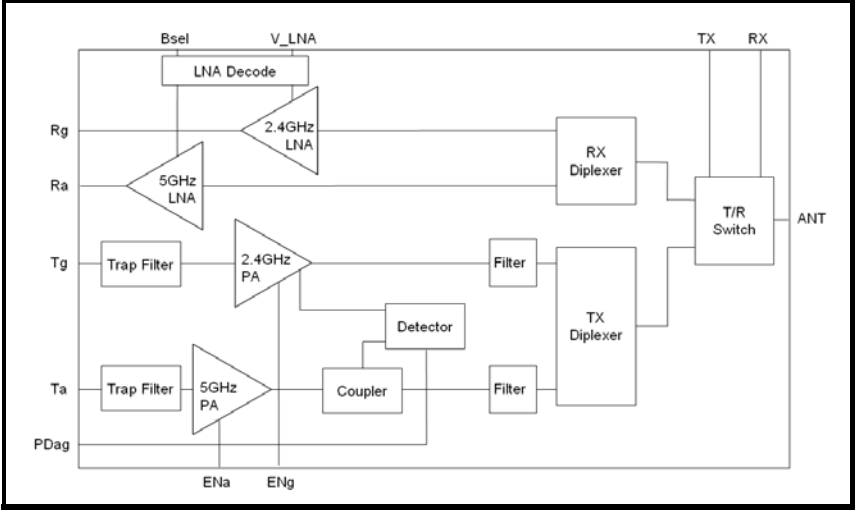 Bsel V_LNA TX RX
LNA Decode
Rg
2.4GHz
LNA
RX
Diplexer
Ra
5GHz
LNA
T/R
Switch
ANT
Tg
Trap Filter
2.4GHz
PA
Filter
Detector
TX
Diplexer
Ta
Trap Filter
5GHz
PA
Coupler
Filter
PDag
ENa ENg